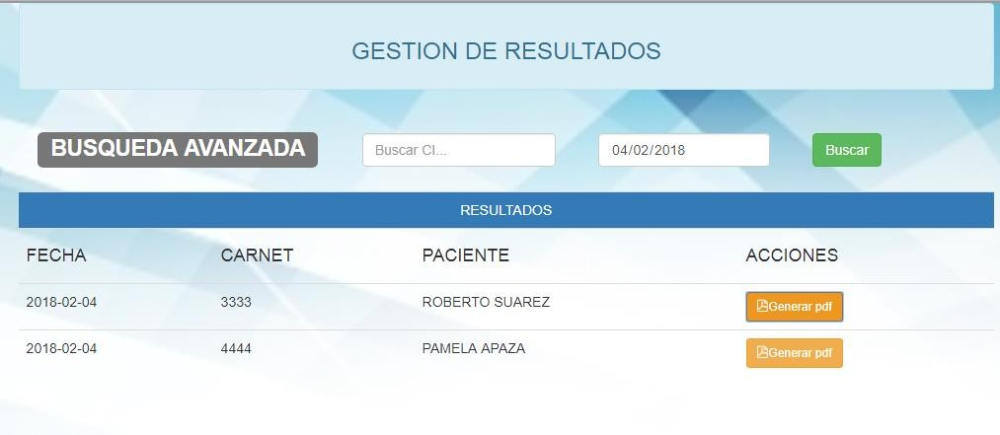 GESTION DE RESULTADOS
BUSQUEDA AVANZADA Buscar CI... 04/02/2018 Buscar
RESULTADOS
FECHA CARNET PACIENTE ACCIONES
2018-02-04 3333 ROBERTO SUAREZ Generar pdf
2018-02-04 4444 PAMELA APAZA Generar pdf